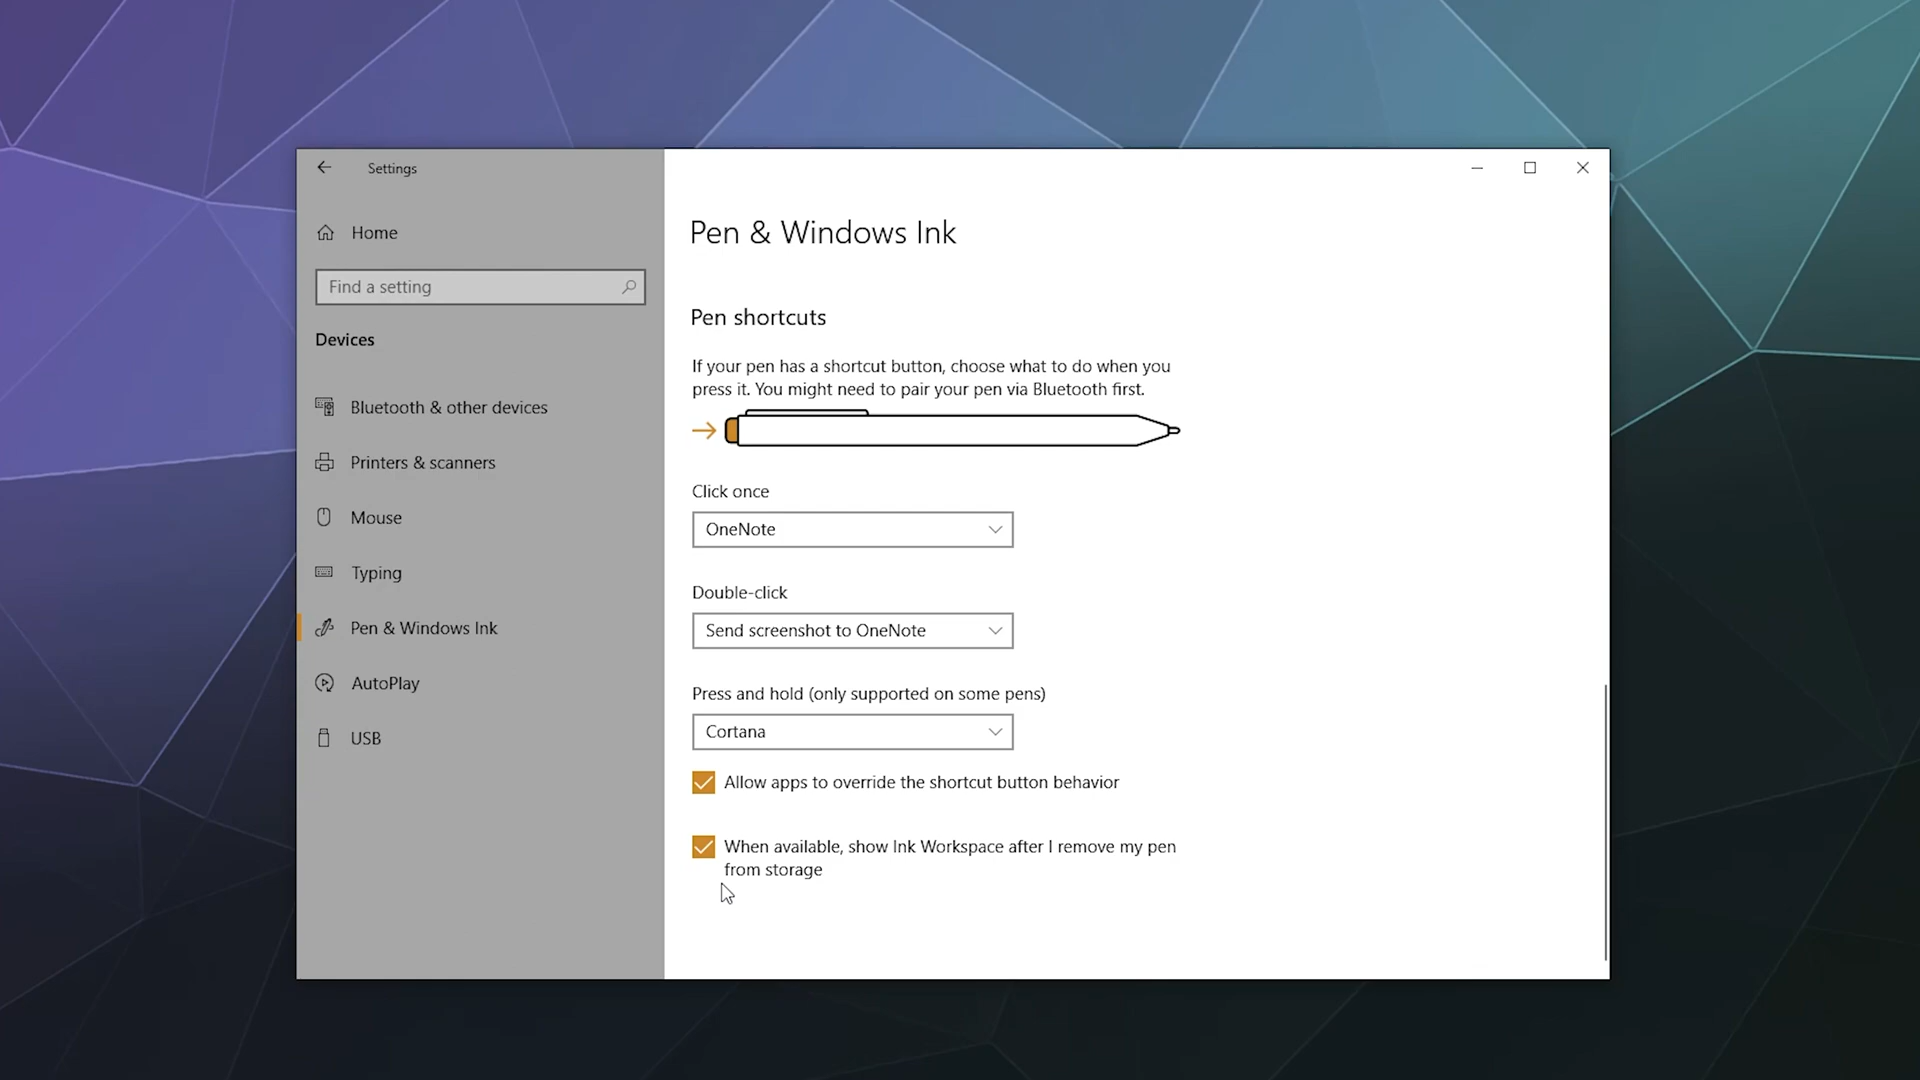 Settings
Home
Find a setting
Devices
Bluetooth & other devices
Printers & scanners
Mouse
Typing
Pen & Windows Ink
AutoPlay
USB
Pen & Windows Ink
Pen shortcuts
If your pen has a shortcut button, choose what to do when you
press it. You might need to pair your pen via Bluetooth first.
Click once
OneNote
Double-click
Send screenshot to OneNote
Press and hold (only supported on some pens)
Cortana
Allow apps to override the shortcut button behavior
When available, show Ink Workspace after I remove my pen
from storage